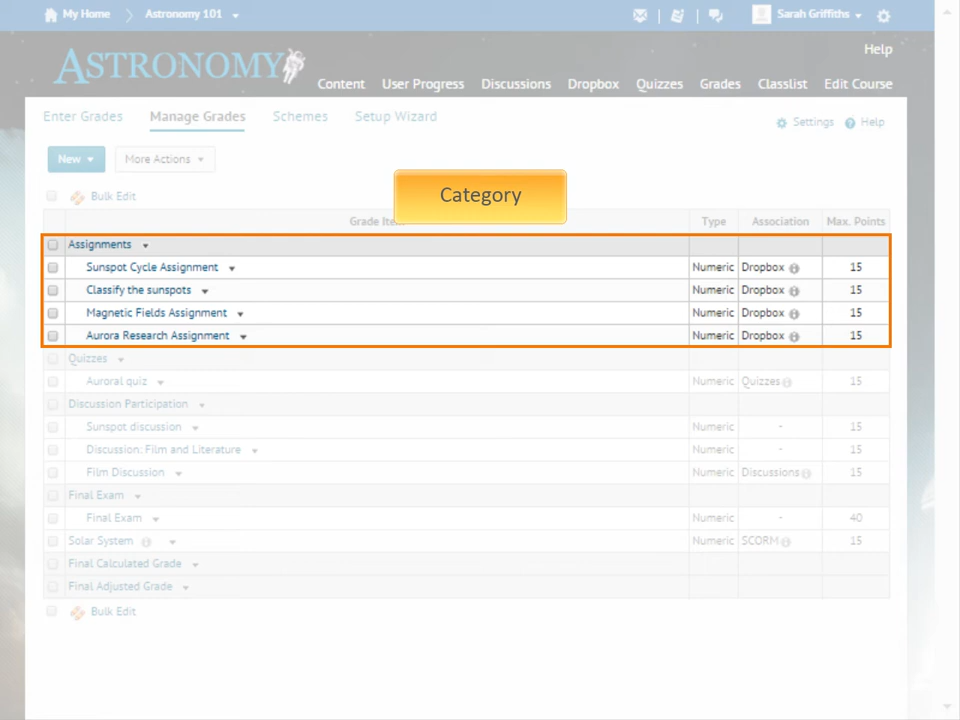 My Home Astronomy 101 Sarah Griffiths
Help
ASTRONOMY
Content User Progress Discussions Dropbox Quizzes Grades Classlist Edit Course
Enter Grades Manage Grades Schemes Setup Wizard
Settings Help
New More Actions
Category
Bulk Edit
Type Association Max. Points
Assignments
Sunspot Cycle Assignment Numeric Dropbox 15
Classify the sunspots Numeric Dropbox 15
Magnetic Fields Assignment Numeric Dropbox 15
Aurora Research Assignment Numeric Dropbox 15
Quizzes
Auroral quiz Numeric Quizzes 15
Discussion Participation
Sunspot discussion Numeric - 15
Discussion: Film and Literature Numeric - 15
Film Discussion Numeric Discussions 15
Final Exam
Final Exam Numeric - 40
Solar System Numeric SCORM 15
Final Calculated Grade
Final Adjusted Grade
Bulk Edit